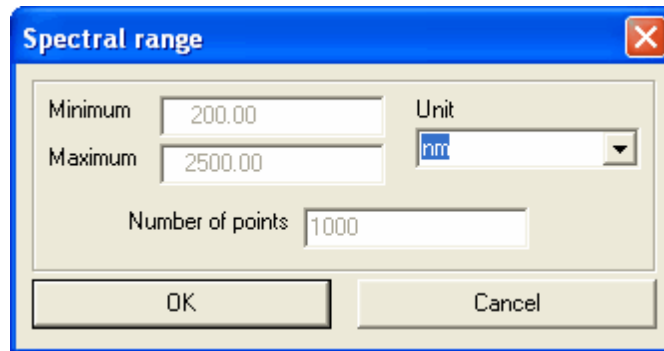 Spectral range
Minimum 200.00 Unit
Maximum 2500.00 nm
Number of points 1000
OK Cancel